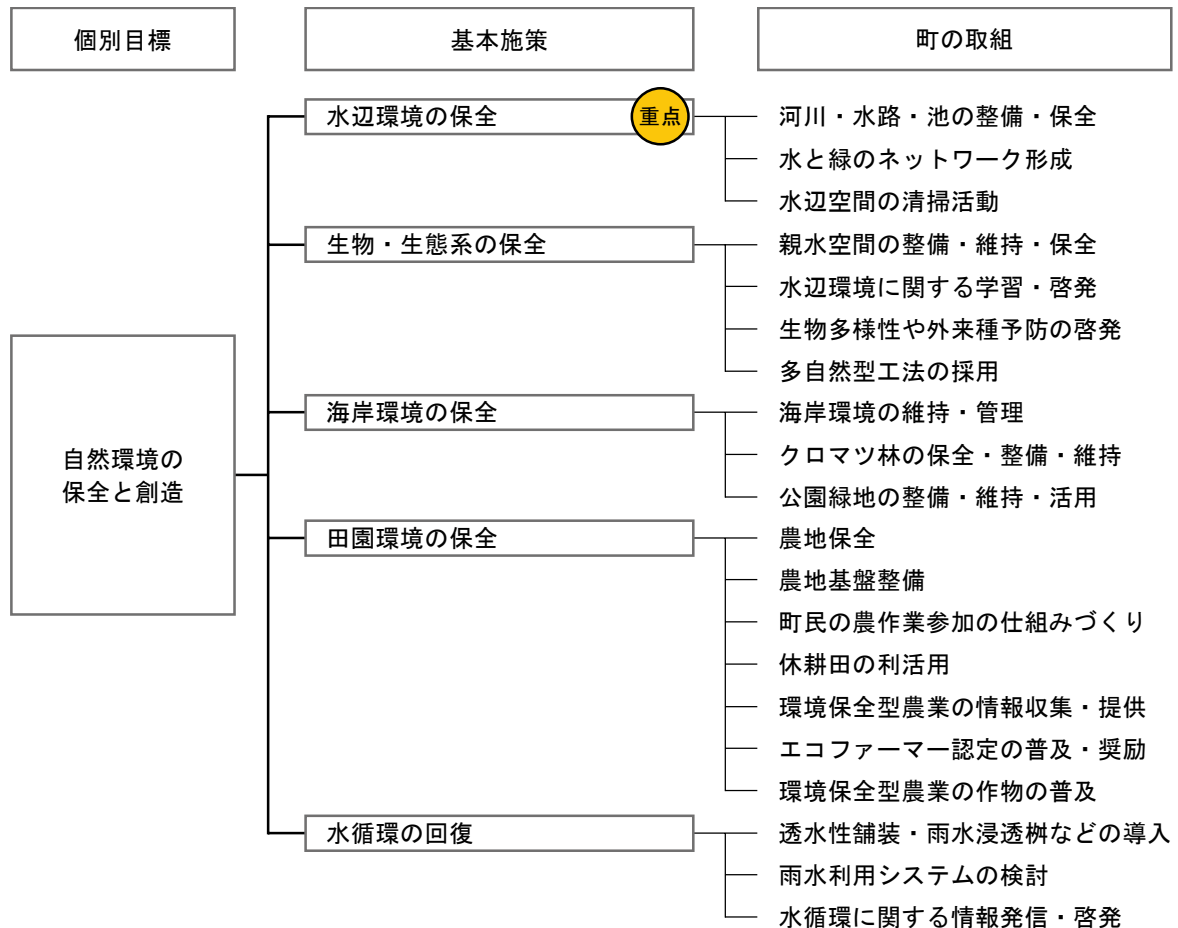 個別目標
基本施策
町の取組
自然環境の
保全と創造
水辺環境の保全
重点
河川・水路・池の整備・保全
水と緑のネットワーク形成
水辺空間の清掃活動
生物・生態系の保全
親水空間の整備・維持・保全
水辺環境に関する学習・啓発
生物多様性や外来種予防の啓発
多自然型工法の採用
海岸環境の保全
海岸環境の維持・管理
クロマツ林の保全・整備・維持
公園緑地の整備・維持・活用
田園環境の保全
農地保全
農地基盤整備
町民の農作業参加の仕組みづくり
休耕田の利活用
環境保全型農業の情報収集・提供
エコファーマー認定の普及・奨励
環境保全型農業の作物の普及
水循環の回復
透水性舗装・雨水浸透桝などの導入
雨水利用システムの検討
水循環に関する情報発信・啓発